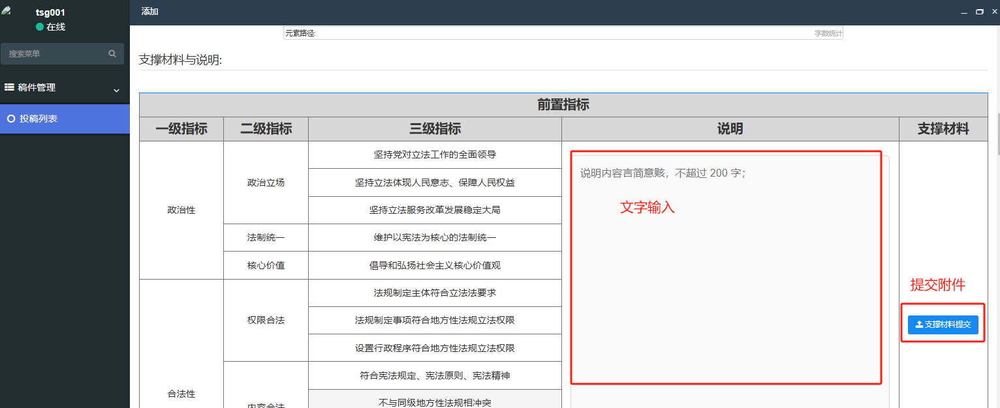 tsg001
在线
搜索菜单
稿件管理
投稿列表
添加
元素路径:
字数统计
支撑材料与说明:
前置指标
一级指标 二级指标 三级指标 说明 支撑材料
政治性
政治立场
坚持党对立法工作的全面领导
坚持立法体现人民意志、保障人民权益
坚持立法服务改革发展稳定大局
法制统一
维护以宪法为核心的法制统一
核心价值
倡导和弘扬社会主义核心价值观
合法性
权限合法
法规制定主体符合立法法要求
法规制定事项符合地方性法规立法权限
设置行政程序符合地方性法规立法权限
内容合法
符合宪法规定、宪法原则、宪法精神
不与同级地方性法规相冲突
说明内容言简意赅，不超过 200 字；
文字输入
提交附件
支撑材料提交